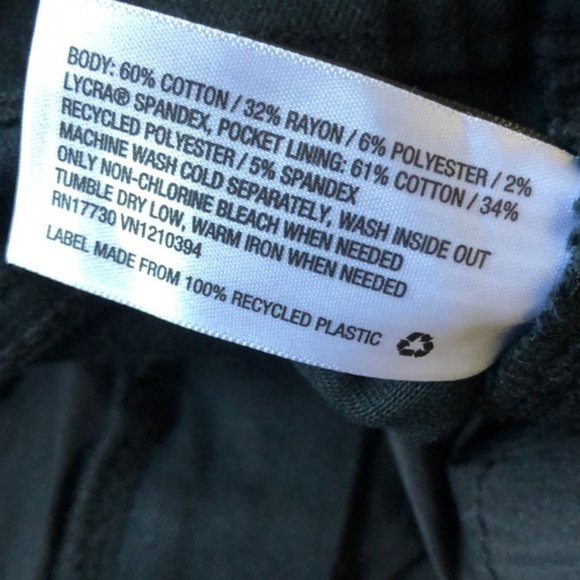 BODY: 60% COTTON / 32% RAYON / 6% POLYESTER / 2%
LYCRA® SPANDEX, POCKET LINING: 61% COTTON / 34%
RECYCLED POLYESTER / 5% SPANDEX
MACHINE WASH COLD SEPARATELY, WASH INSIDE OUT
ONLY NON-CHLORINE BLEACH WHEN NEEDED
TUMBLE DRY LOW, WARM IRON WHEN NEEDED
RN17730 VN1210394
LABEL MADE FROM 100% RECYCLED PLASTIC